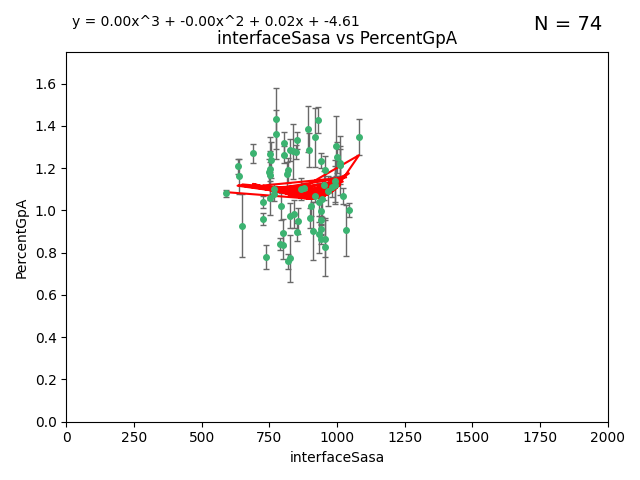 y = 0.00x^3 + -0.00x^2 + 0.02x + -4.61
N = 74
interfaceSasa vs PercentGpA
1.6
1.4
1.2
1.0
0.8
0.6
0.4
0.2
0.0
PercentGpA
0 250 500 750 1000 1250 1500 1750 2000
interfaceSasa